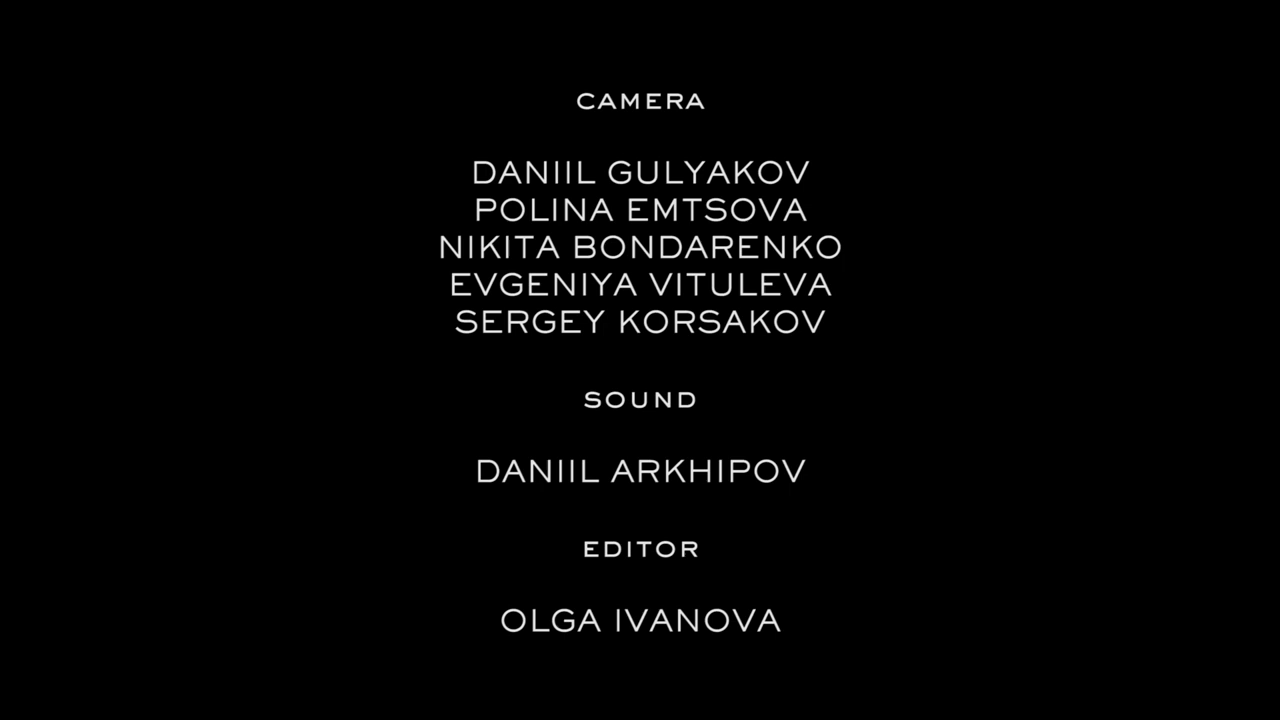 CAMERA
DANIIL GULYAKOV
POLINA EMTSOVA
NIKITA BONDARENKO
EVGENIYA VITULEVA
SERGEY KORSAKOV
SOUND
DANIIL ARKHIPOV
EDITOR
OLGA IVANOVA